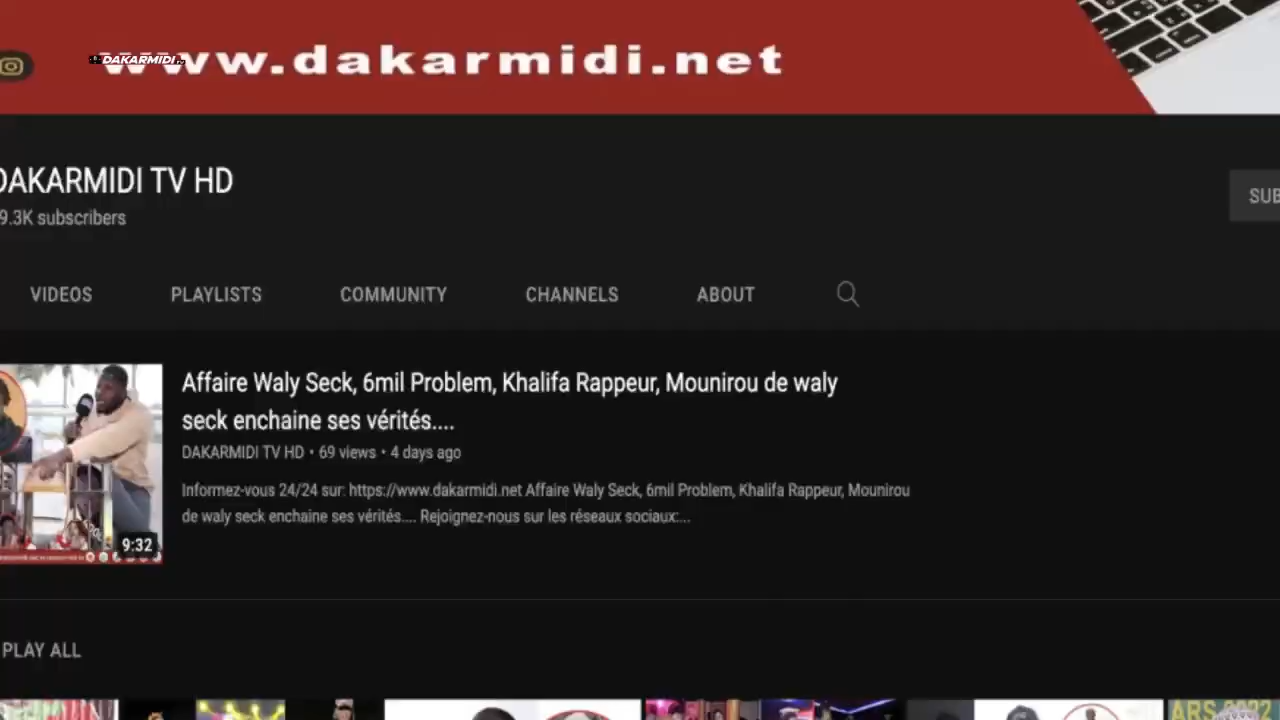 www.dakarmidi.net
DAKARMIDI
DAKARMIDI TV HD
9.3K subscribers
SUB
VIDEOS PLAYLISTS COMMUNITY CHANNELS ABOUT
Affaire Waly Seck, 6mil Problem, Khalifa Rappeur, Mounirou de waly
seck enchaine ses vérités....
DAKARMIDI TV HD • 69 views • 4 days ago
Informez-vous 24/24 sur: https://www.dakarmidi.net Affaire Waly Seck, 6mil Problem, Khalifa Rappeur, Mounirou
de waly seck enchaine ses vérités.... Rejoignez-nous sur les réseaux sociaux:...
9:32
PLAY ALL